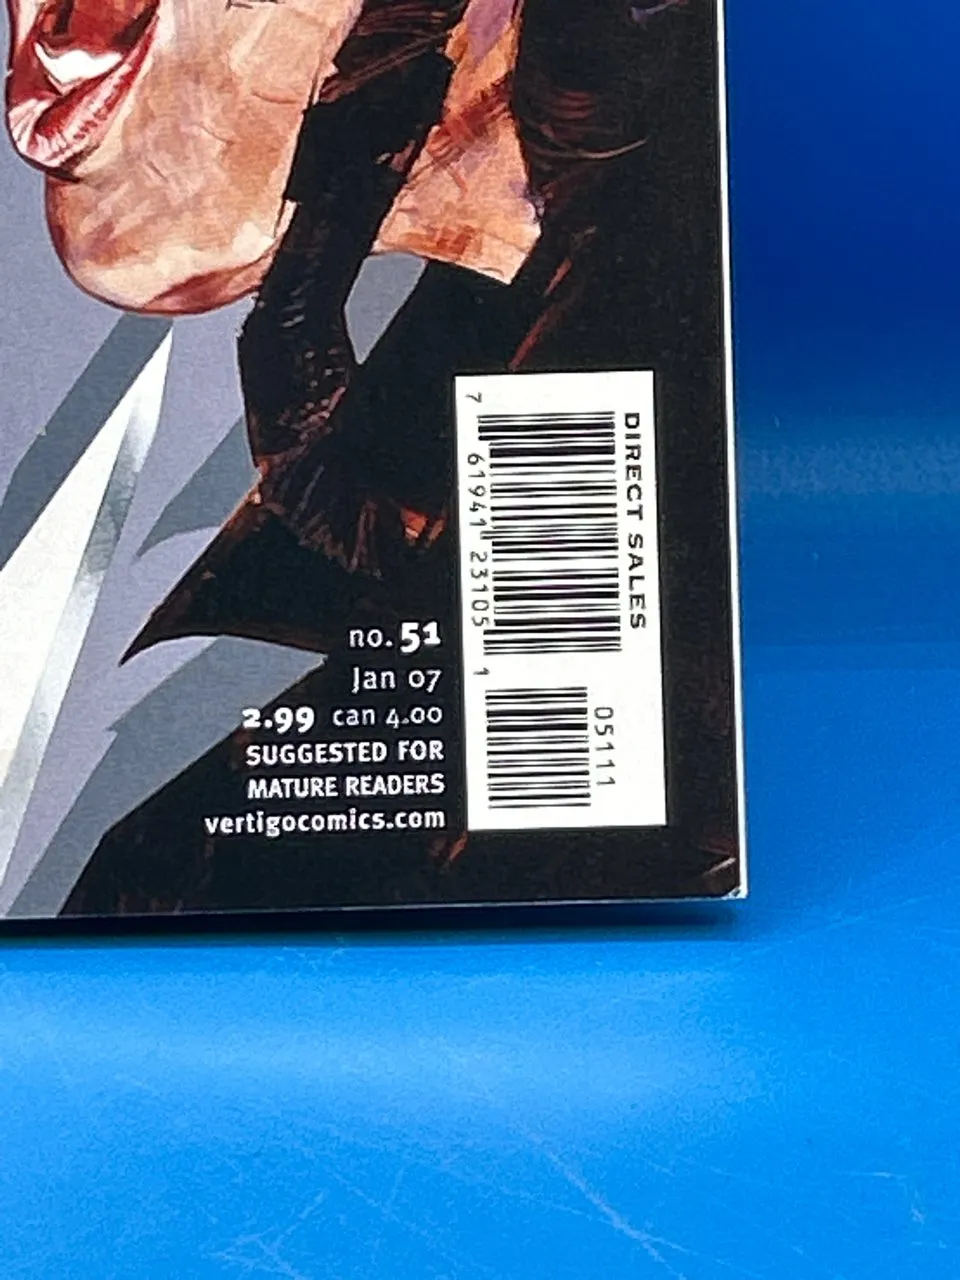 no. 51
Jan 07
2.99 can 4.00
SUGGESTED FOR
MATURE READERS
vertigocomics.com
DIRECT SALES
7 61941 23105 1
05111